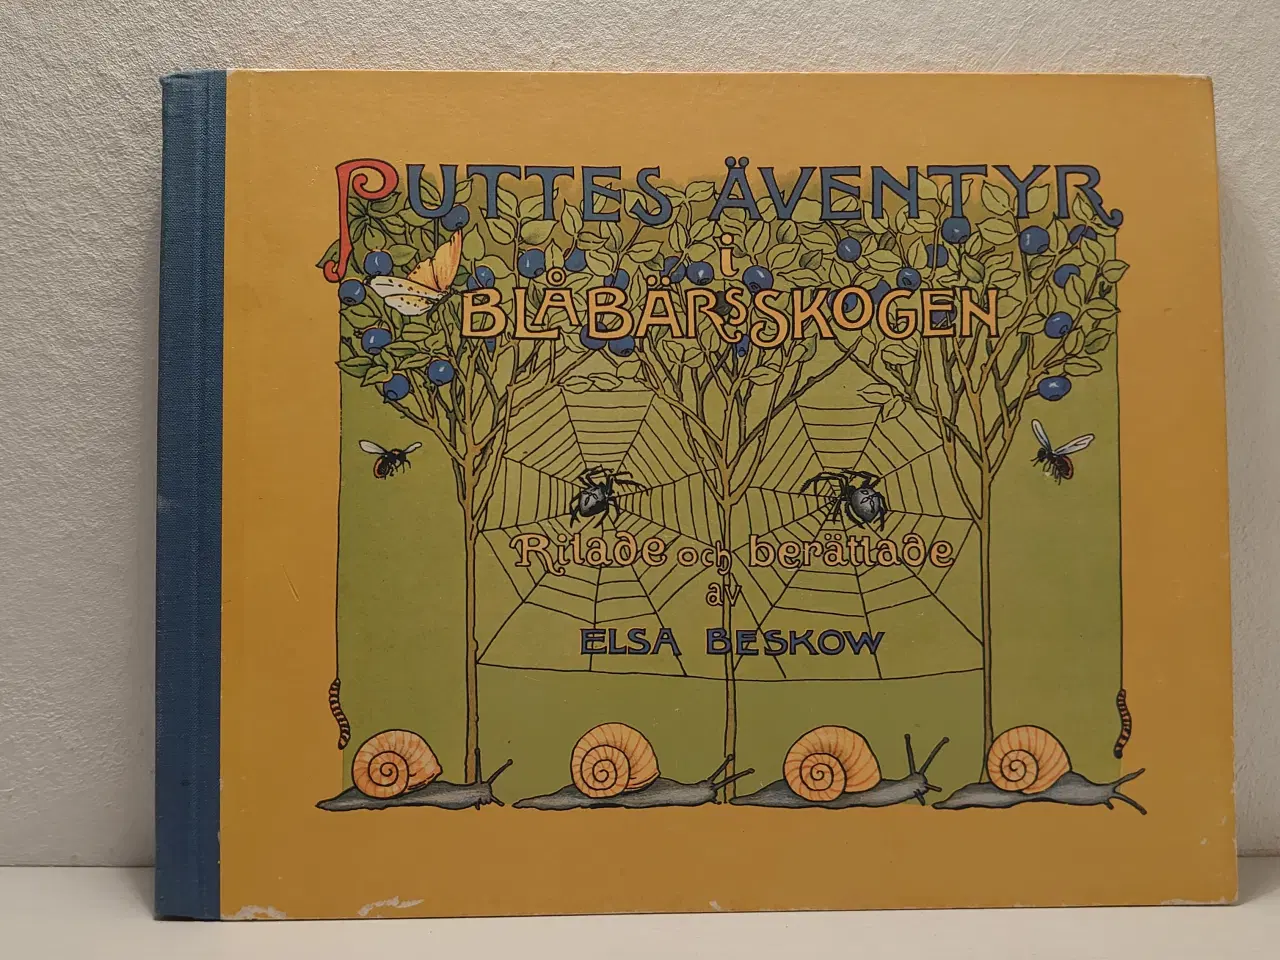 PUTTES ÄVENTYR
i
BLÅBÄRSSKOGEN
Ritade och berättade
av
ELSA BESKOW